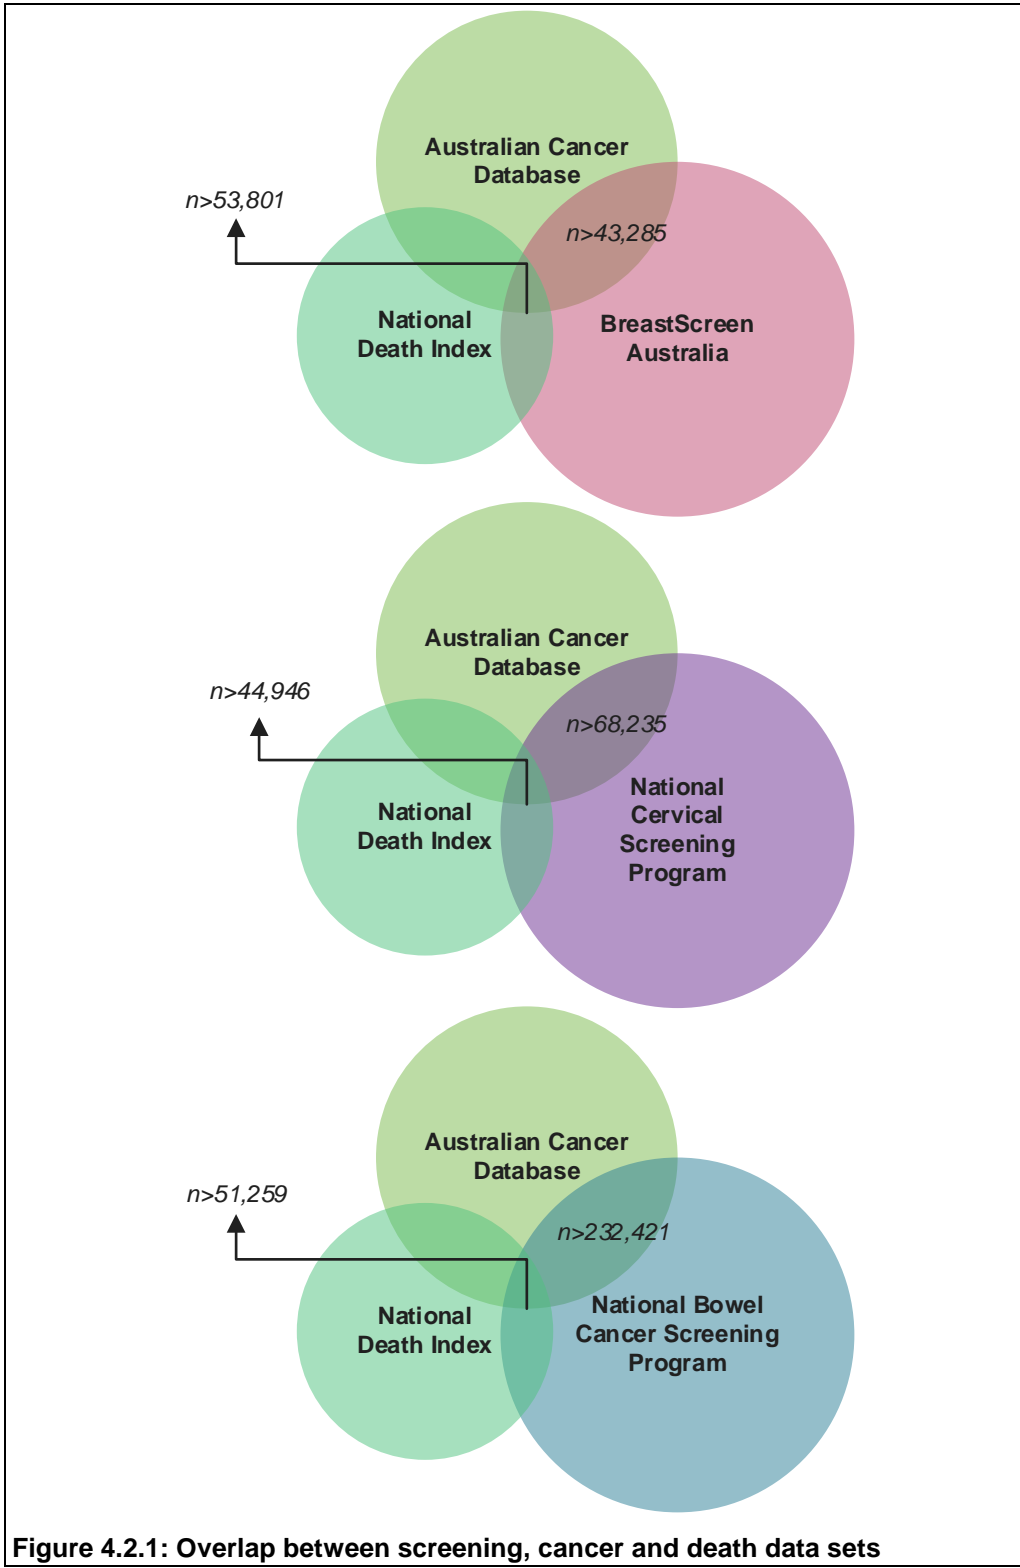 Australian Cancer
Database
n>53,801
n>43,285
National
Death Index
BreastScreen
Australia
Australian Cancer
Database
n>44,946
n>68,235
National
Death Index
National
Cervical
Screening
Program
Australian Cancer
Database
n>51,259
n>232,421
National
Death Index
National Bowel
Cancer Screening
Program
Figure 4.2.1: Overlap between screening, cancer and death data sets